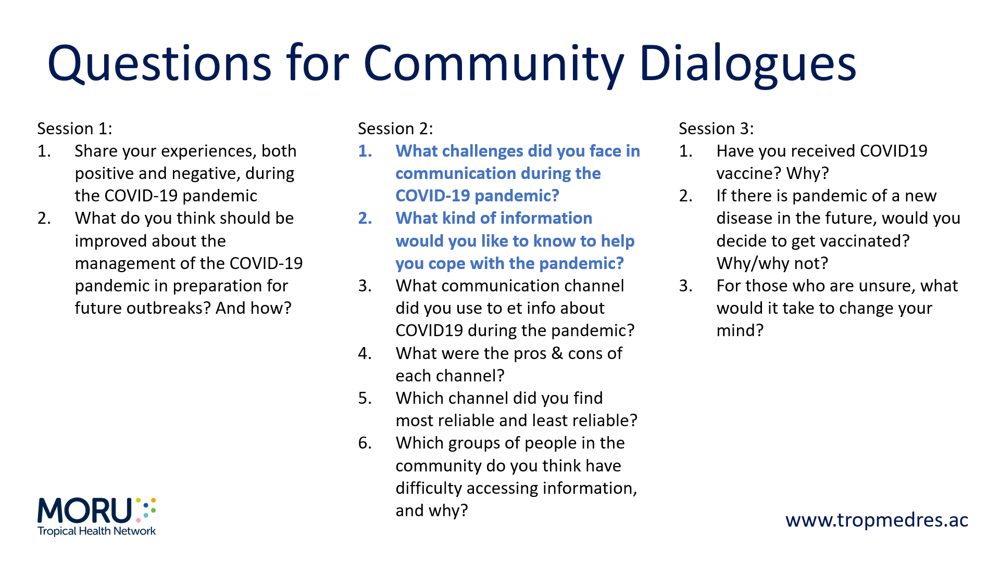 Questions for Community Dialogues
Session 1:
1. Share your experiences, both
positive and negative, during
the COVID-19 pandemic
2. What do you think should be
improved about the
management of the COVID-19
pandemic in preparation for
future outbreaks? And how?
Session 2:
1. What challenges did you face in
communication during the
COVID-19 pandemic?
2. What kind of information
would you like to know to help
you cope with the pandemic?
3. What communication channel
did you use to et info about
COVID19 during the pandemic?
4. What were the pros & cons of
each channel?
5. Which channel did you find
most reliable and least reliable?
6. Which groups of people in the
community do you think have
difficulty accessing information,
and why?
Session 3:
1. Have you received COVID19
vaccine? Why?
2. If there is pandemic of a new
disease in the future, would you
decide to get vaccinated?
Why/why not?
3. For those who are unsure, what
would it take to change your
mind?
MORU
Tropical Health Network
www.tropmedres.ac